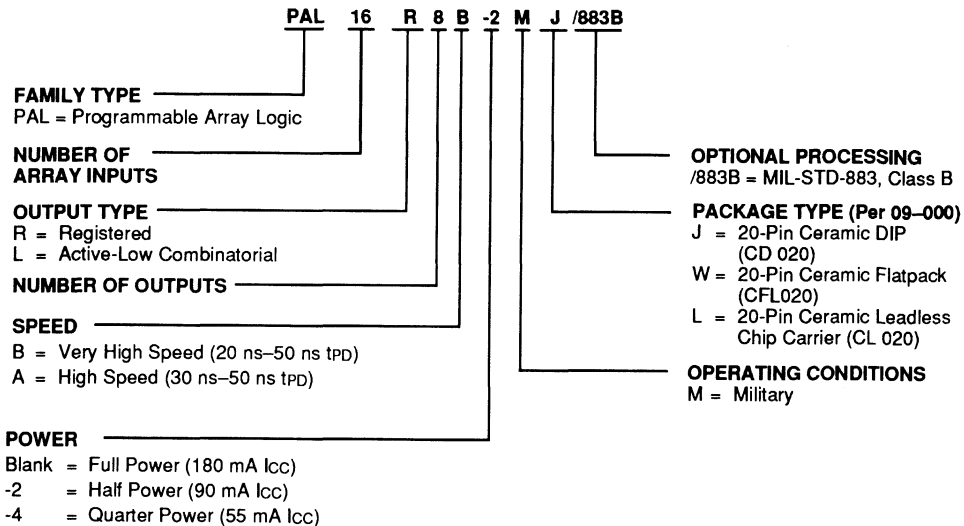 PAL 16 R 8 B -2 M J /883B
FAMILY TYPE
PAL = Programmable Array Logic
NUMBER OF
ARRAY INPUTS
OUTPUT TYPE
R = Registered
L = Active-Low Combinatorial
NUMBER OF OUTPUTS
SPEED
B = Very High Speed (20 ns–50 ns tPD)
A = High Speed (30 ns–50 ns tPD)
POWER
Blank = Full Power (180 mA ICC)
-2 = Half Power (90 mA ICC)
-4 = Quarter Power (55 mA ICC)
OPTIONAL PROCESSING
/883B = MIL-STD-883, Class B
PACKAGE TYPE (Per 09–000)
J = 20-Pin Ceramic DIP
(CD 020)
W = 20-Pin Ceramic Flatpack
(CFL020)
L = 20-Pin Ceramic Leadless
Chip Carrier (CL 020)
OPERATING CONDITIONS
M = Military